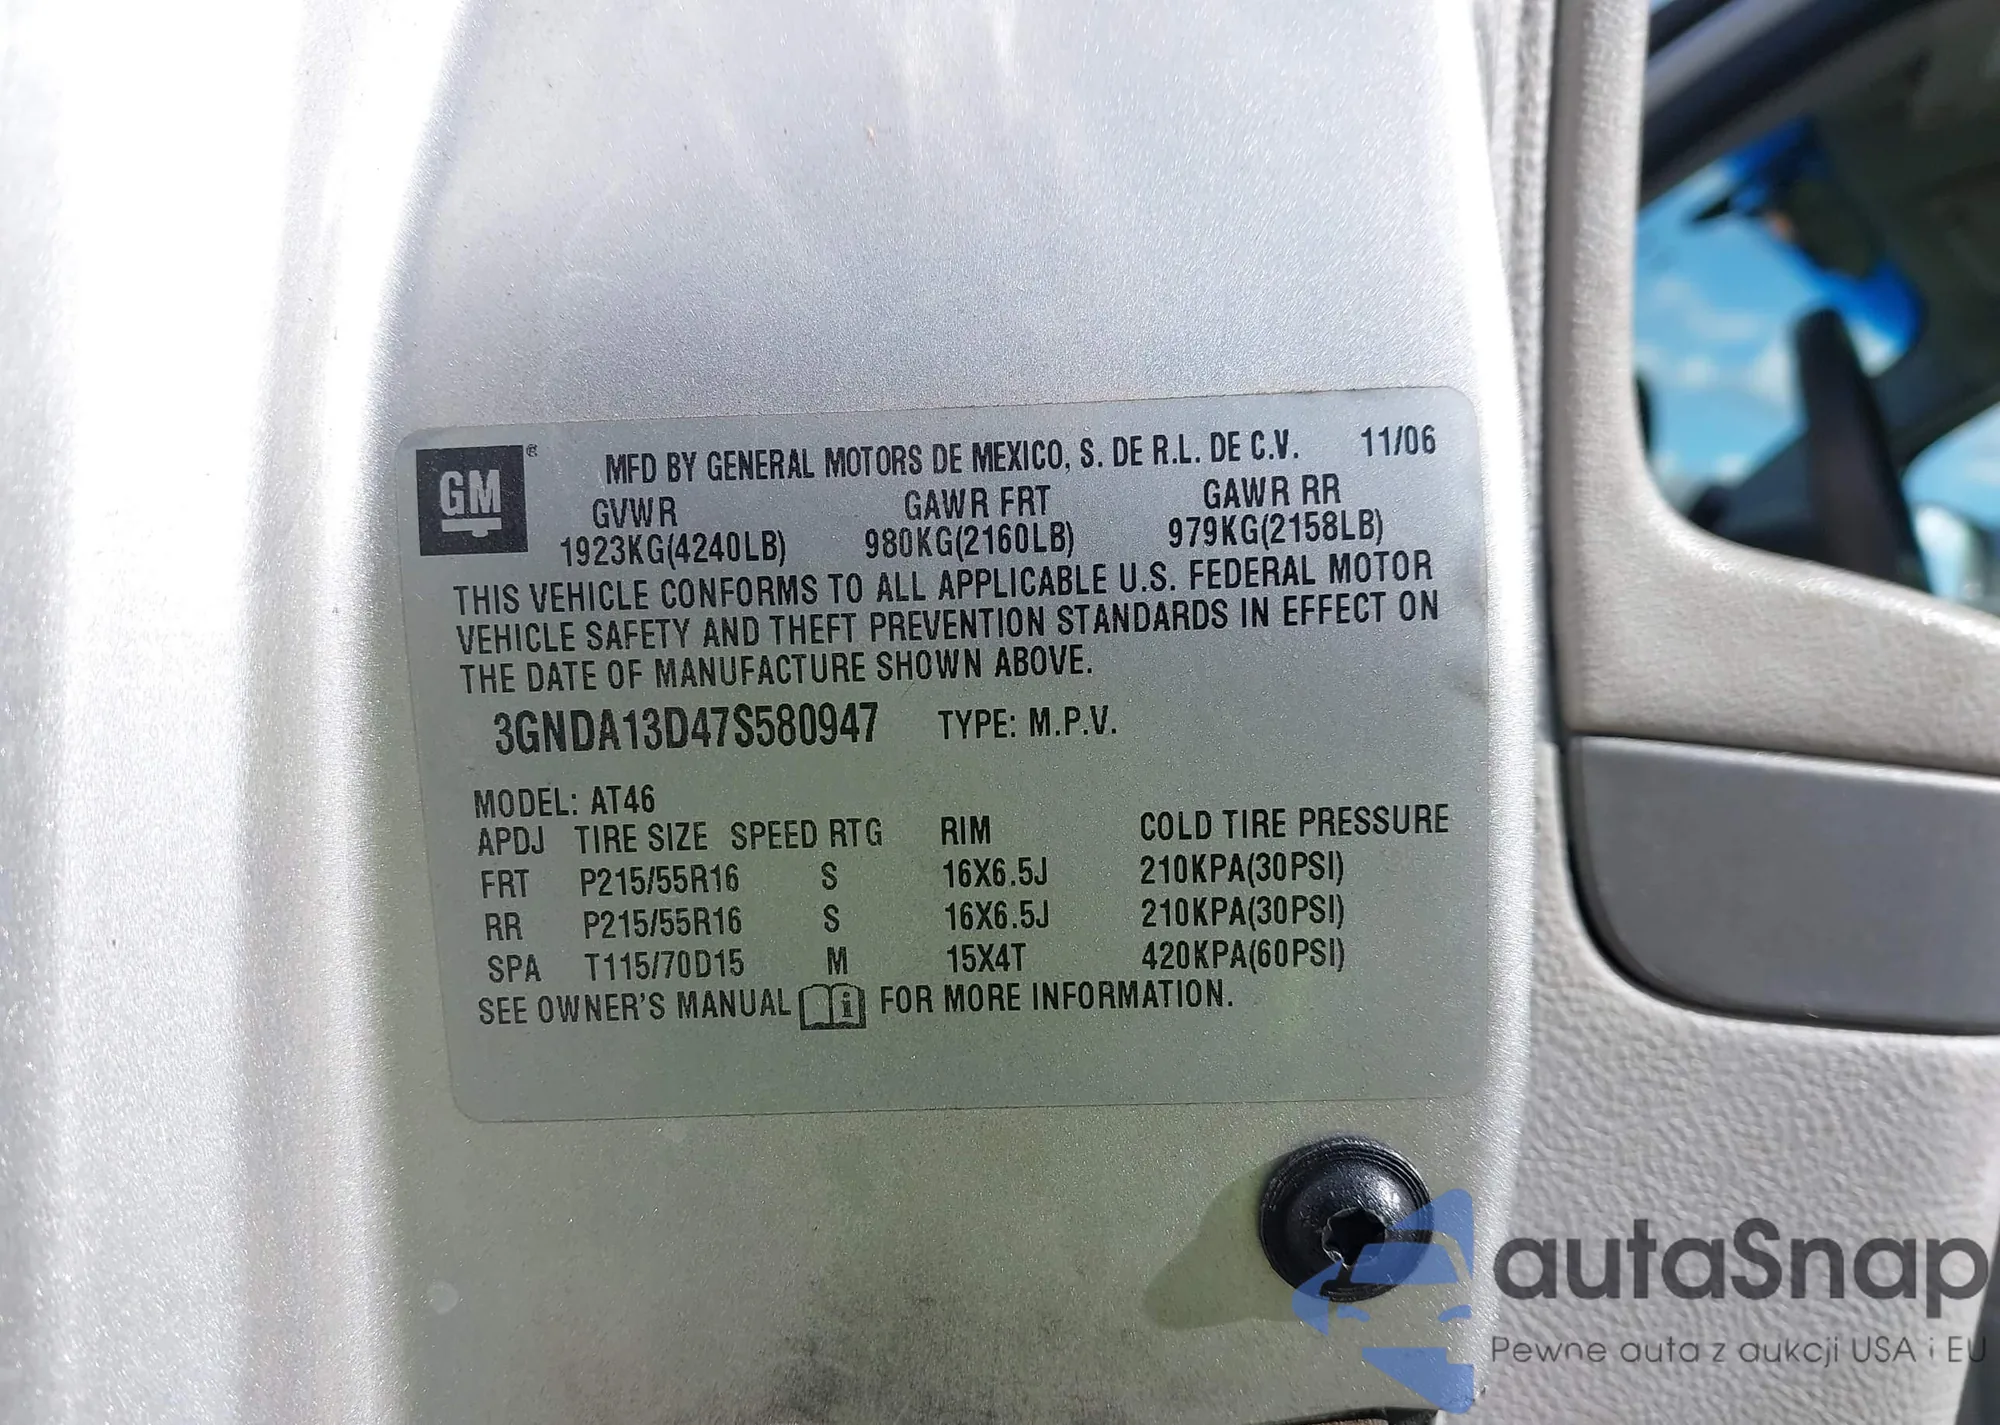 GM ® MFD BY GENERAL MOTORS DE MEXICO, S. DE R.L. DE C.V. 11/06
GVWR GAWR FRT GAWR RR
1923KG(4240LB) 980KG(2160LB) 979KG(2158LB)
THIS VEHICLE CONFORMS TO ALL APPLICABLE U.S. FEDERAL MOTOR
VEHICLE SAFETY AND THEFT PREVENTION STANDARDS IN EFFECT ON
THE DATE OF MANUFACTURE SHOWN ABOVE.
3GNDA13D47S580947 TYPE: M.P.V.
MODEL: AT46
APDJ TIRE SIZE SPEED RTG RIM COLD TIRE PRESSURE
FRT P215/55R16 S 16X6.5J 210KPA(30PSI)
RR P215/55R16 S 16X6.5J 210KPA(30PSI)
SPA T115/70D15 M 15X4T 420KPA(60PSI)
SEE OWNER'S MANUAL i FOR MORE INFORMATION.
autaSnap
Pewne auta z aukcji USA i EU